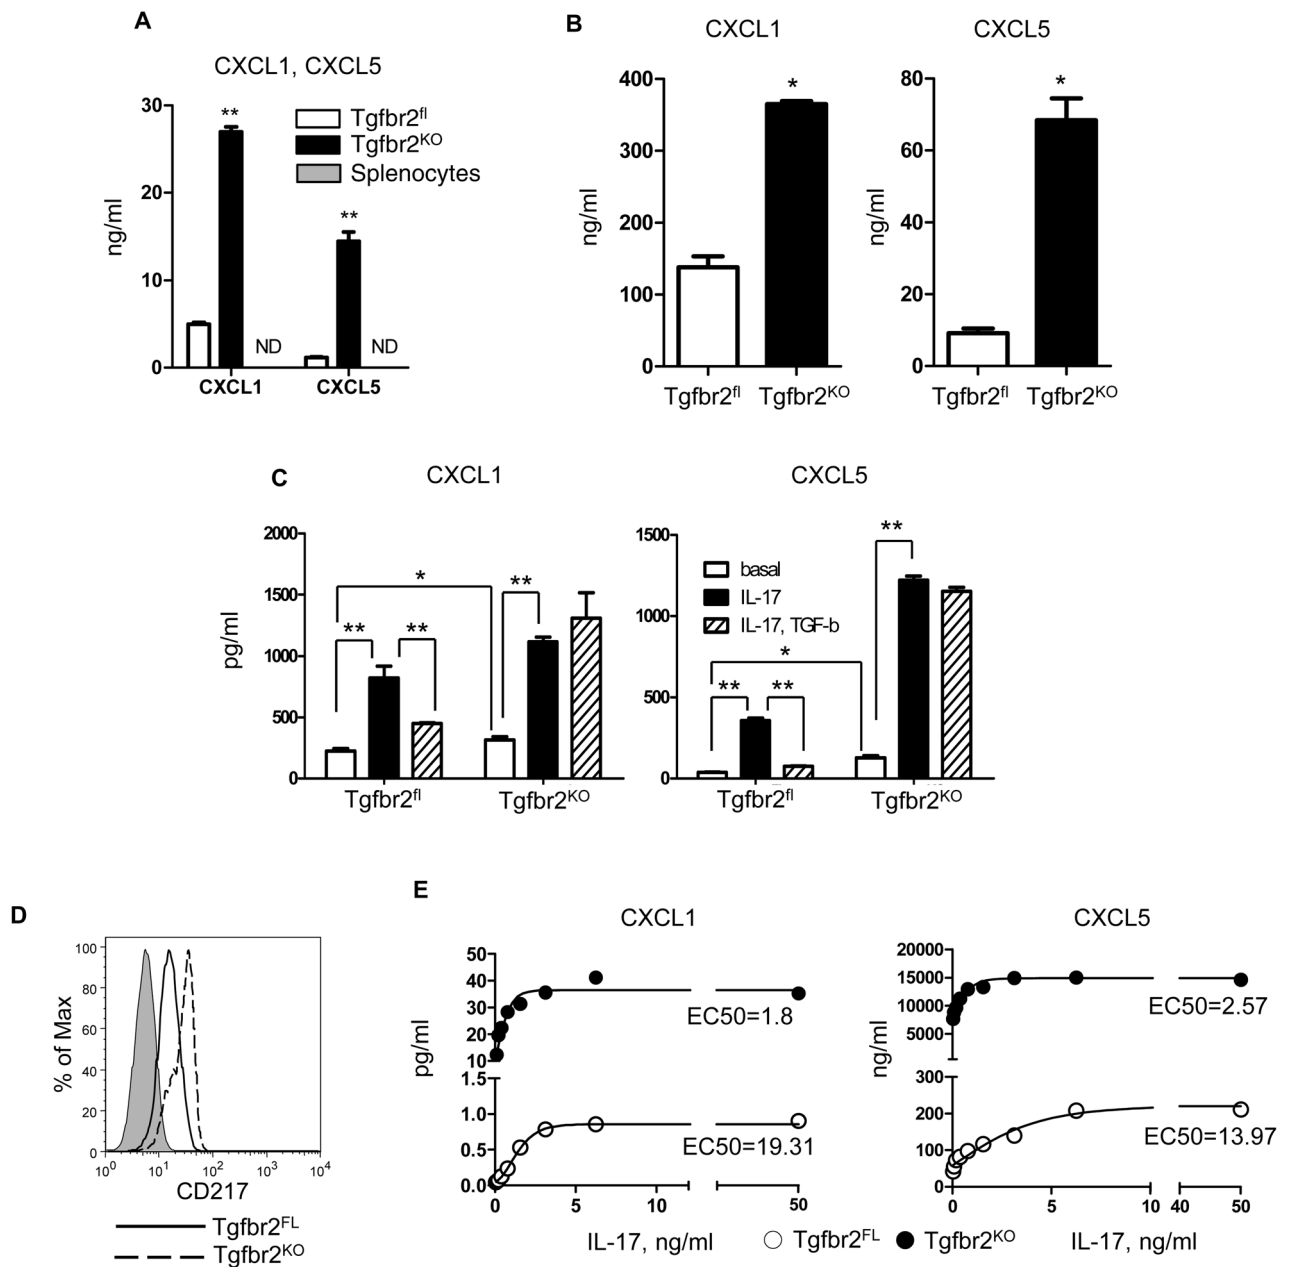 A
CXCL1, CXCL5
ng/ml
30
20
10
0
**
ND
**
ND
CXCL1
CXCL5
Tgfbr2fl
Tgfbr2KO
Splenocytes
B
CXCL1
ng/ml
400
300
200
100
0
*
Tgfbr2fl
Tgfbr2KO
CXCL5
ng/ml
80
60
40
20
0
*
Tgfbr2fl
Tgfbr2KO
C
CXCL1
pg/ml
2000
1500
1000
500
0
*
**
**
**
Tgfbr2fl
Tgfbr2KO
CXCL5
1500
1000
500
0
basal
IL-17
IL-17, TGF-b
**
*
**
**
Tgfbr2fl
Tgfbr2KO
D
% of Max
100
80
60
40
20
0
100
101
102
103
104
CD217
Tgfbr2FL
Tgfbr2KO
E
CXCL1
pg/ml
50
40
30
20
10
1.5
1.0
0.5
0.0
EC50=1.8
EC50=19.31
0
5
10
50
IL-17, ng/ml
CXCL5
ng/ml
20000
15000
10000
5000
300
200
100
0
EC50=2.57
EC50=13.97
0
5
10
40
50
IL-17, ng/ml
Tgfbr2FL
Tgfbr2KO